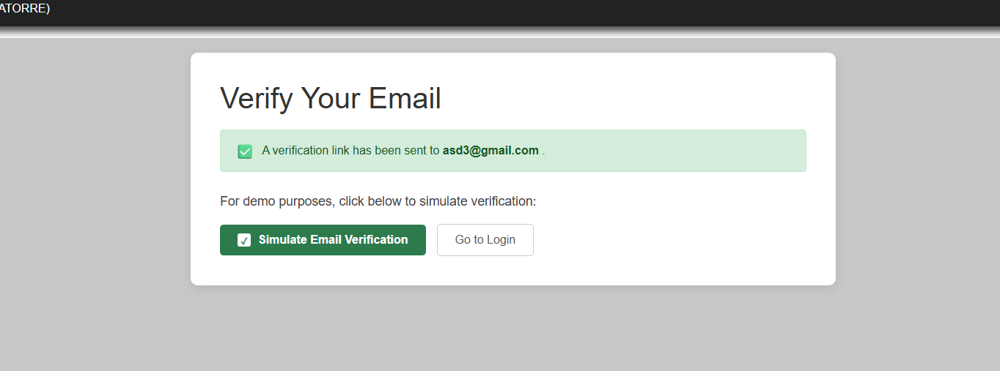 ATORRE)
Verify Your Email
✅ A verification link has been sent to asd3@gmail.com .
For demo purposes, click below to simulate verification:
✓ Simulate Email Verification
Go to Login